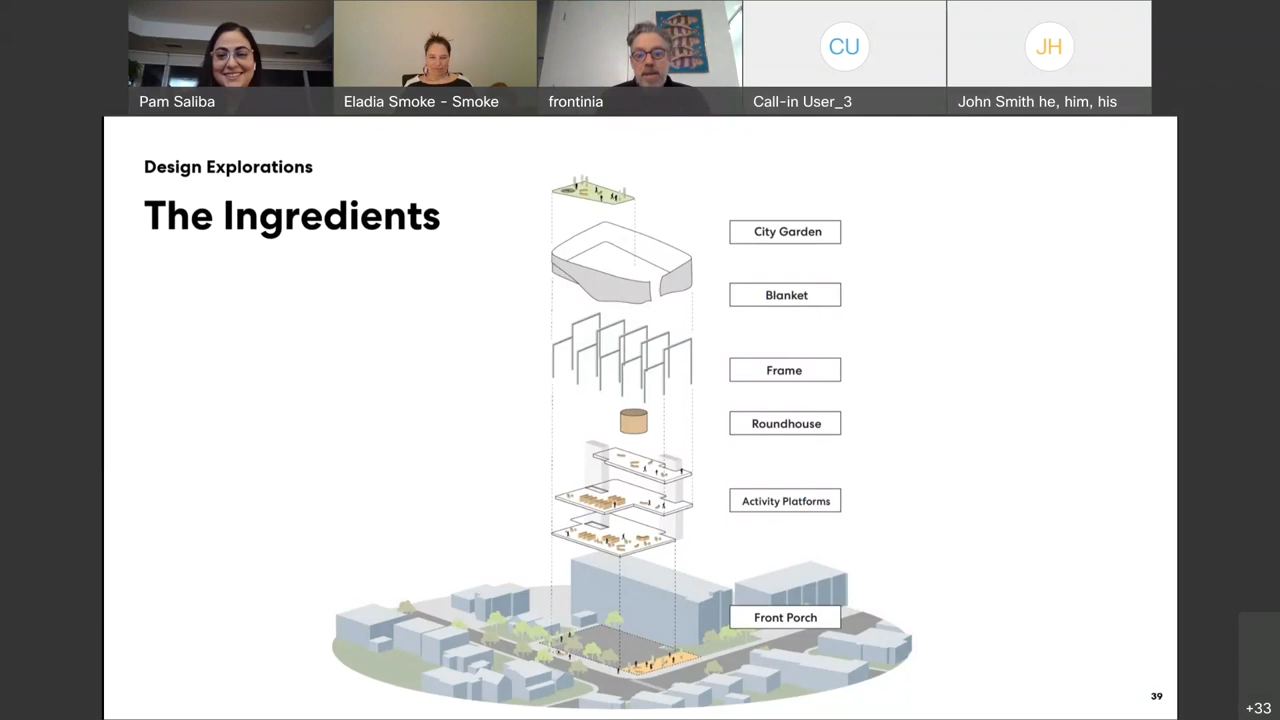 CU
JH
Pam Saliba
Eladia Smoke - Smoke
frontinia
Call-in User_3
John Smith he, him, his
Design Explorations
The Ingredients
City Garden
Blanket
Frame
Roundhouse
Activity Platforms
Front Porch
39
+33